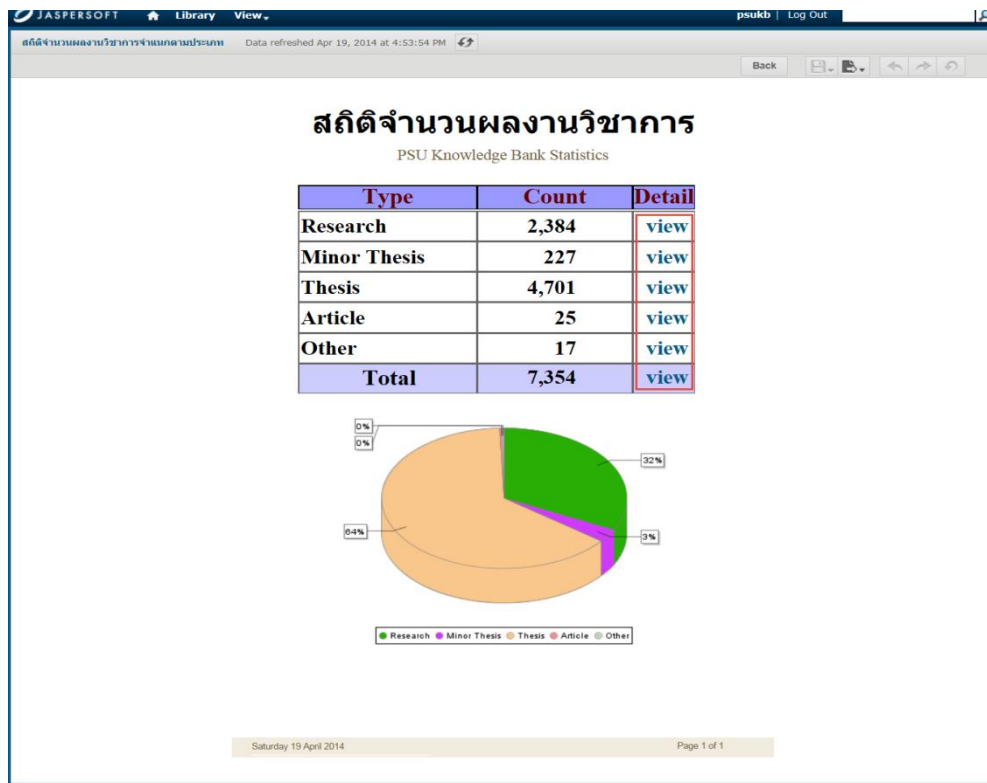 JASPERSOFT Library View psukb | Log Out
สถิติจำนวนผลงานวิชาการจำแนกตามประเภท Data refreshed Apr 19, 2014 at 4:53:54 PM
Back
สถิติจำนวนผลงานวิชาการ
PSU Knowledge Bank Statistics
Type Count Detail
Research 2,384 view
Minor Thesis 227 view
Thesis 4,701 view
Article 25 view
Other 17 view
Total 7,354 view
0%
0%
32%
64%
3%
Research Minor Thesis Thesis Article Other
Saturday 19 April 2014 Page 1 of 1